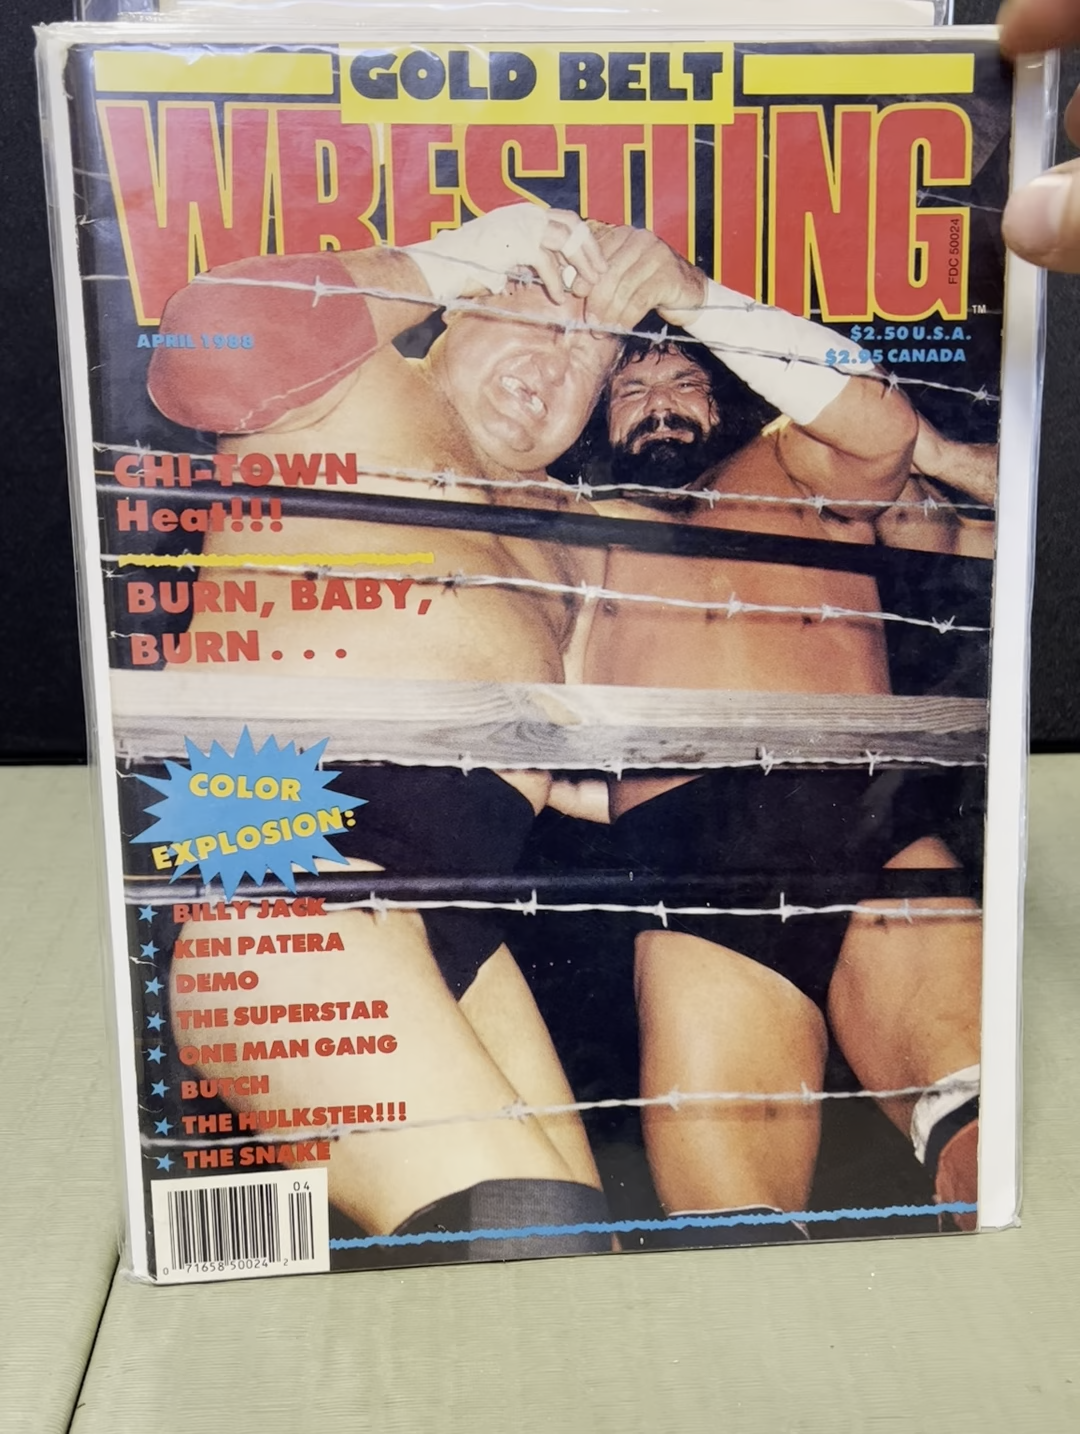 GOLD BELT
WRESTLING
FDC 50024
TM
APRIL 1988
$2.50 U.S.A.
$2.95 CANADA
CHI-TOWN
Heat!!!
BURN, BABY,
BURN...
COLOR
EXPLOSION:
BILLY JACK
KEN PATERA
DEMO
THE SUPERSTAR
ONE MAN GANG
BUTCH
THE HULKSTER!!!
THE SNAKE
04
0 71658 50024 2